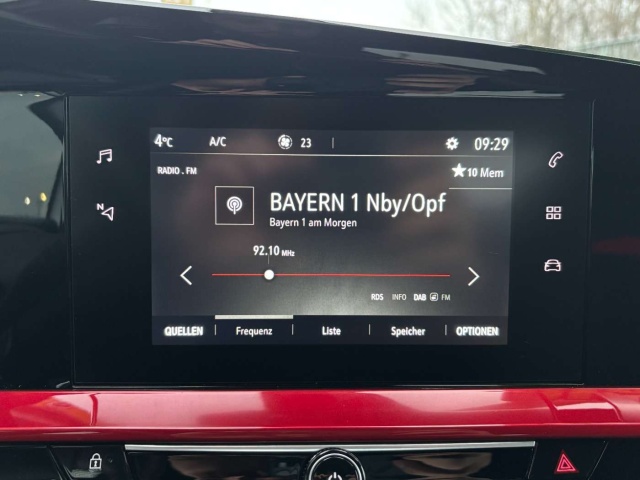 4°C A/C 23 09:29
RADIO . FM
10 Mem
BAYERN 1 Nby/Opf
Bayern 1 am Morgen
92.10 MHz
N
RDS INFO DAB FM
QUELLEN Frequenz Liste Speicher OPTIONEN